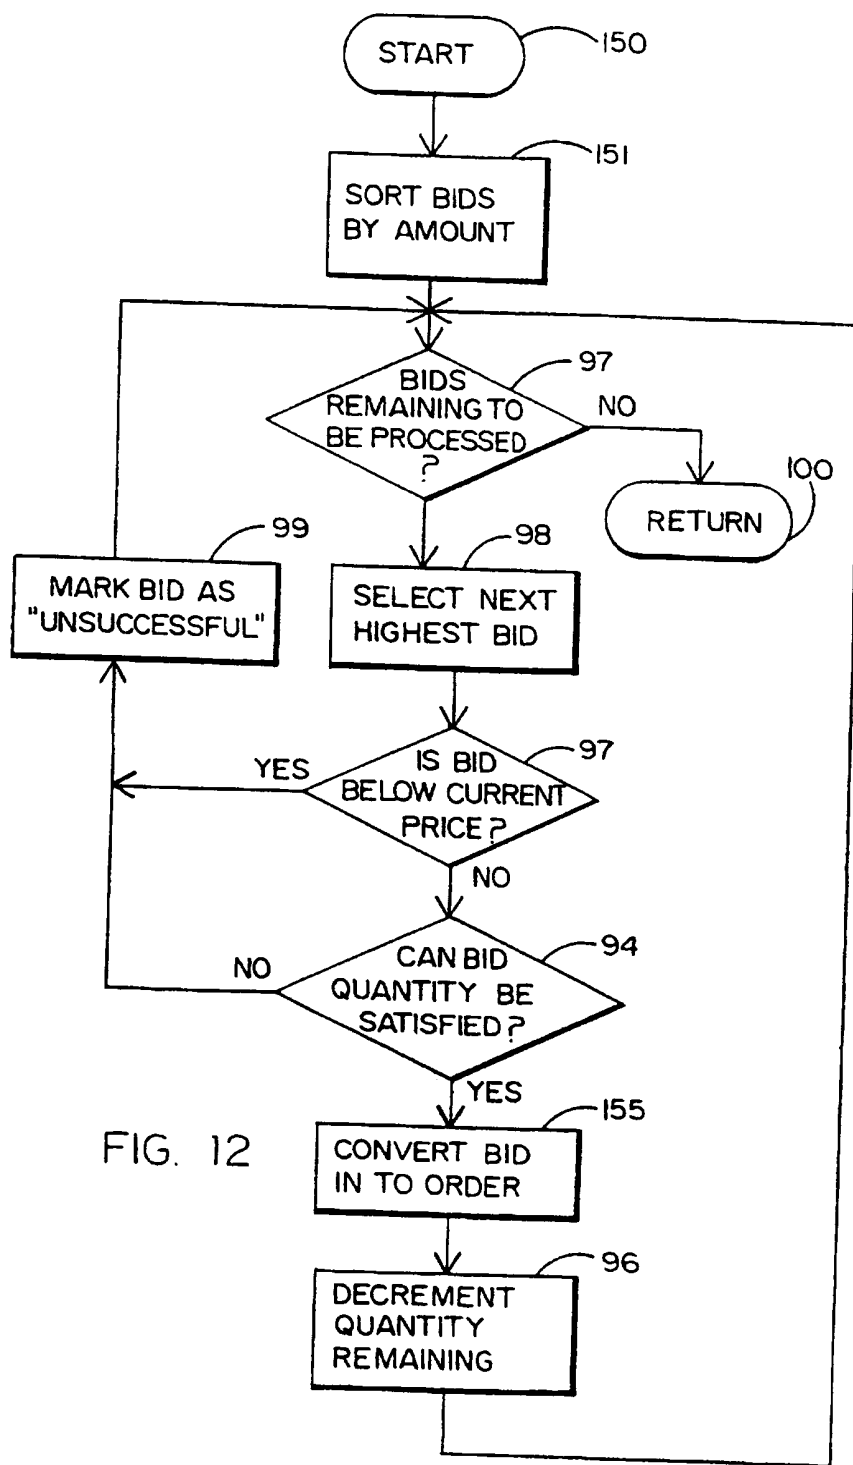 START
150
151
SORT BIDS
BY AMOUNT
97
BIDS
REMAINING TO
BE PROCESSED
?
NO
100
RETURN
99
MARK BID AS
"UNSUCCESSFUL"
98
SELECT NEXT
HIGHEST BID
97
YES
IS BID
BELOW CURRENT
PRICE?
NO
94
NO
CAN BID
QUANTITY BE
SATISFIED?
YES
155
FIG. 12
CONVERT BID
IN TO ORDER
96
DECREMENT
QUANTITY
REMAINING